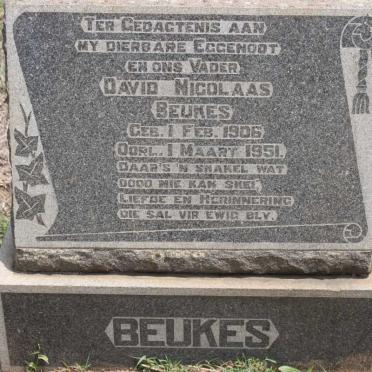 TER GEDAGTENIS AAN
MY DIERBARE EGGENOOT
EN ONS VADER
DAVID NICOLAAS
BEUKES
GEB. 1 FEB. 1906
OORL. 1 MAART 1951.
DAAR'S 'N SKAKEL WAT
DOOD NIE KAN SKEI,
LIEFDE EN HERINNERING
DIE SAL VIR EWIG BLY.
BEUKES